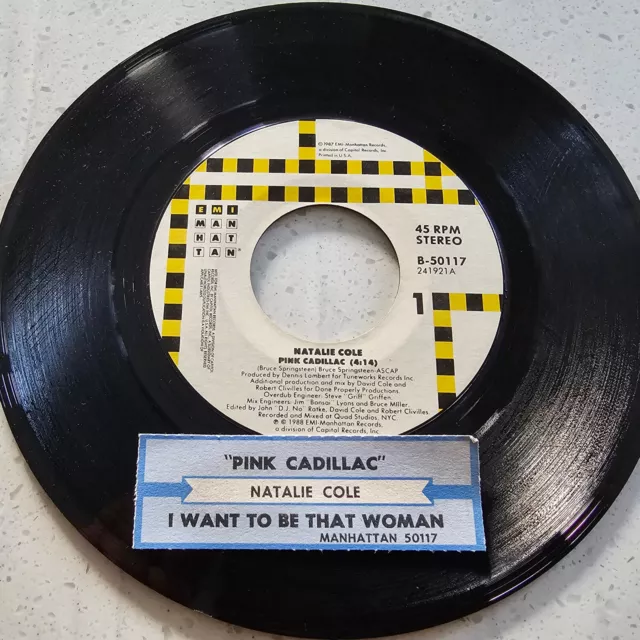 © 1987 EMI-Manhattan Records,
a division of Capitol Records, Inc.
Printed in U.S.A.
EMI
MAN
HAT
TAN®
45 RPM
STEREO
B-50117
241921A
1
NATALIE COLE
PINK CADILLAC (4:14)
(Bruce Springsteen) Bruce Springsteen-ASCAP
Produced by Dennis Lambert for Tuneworks Records Inc
Additional production and mix by David Cole and
Robert Clivilles for Dane Properly Productions
Overdub Engineer: Steve "Griff" Griffen
Mix Engineers: Jim "Bonzai" Lyons and Bruce Miller.
Edited by John "D.J. No" Ratke, David Cole and Robert Clivilles
Recorded and Mixed at Quad Studios, NYC
℗ © 1988 EMI-Manhattan Records,
a division of Capitol Records, Inc.
"PINK CADILLAC"
NATALIE COLE
I WANT TO BE THAT WOMAN
MANHATTAN 50117